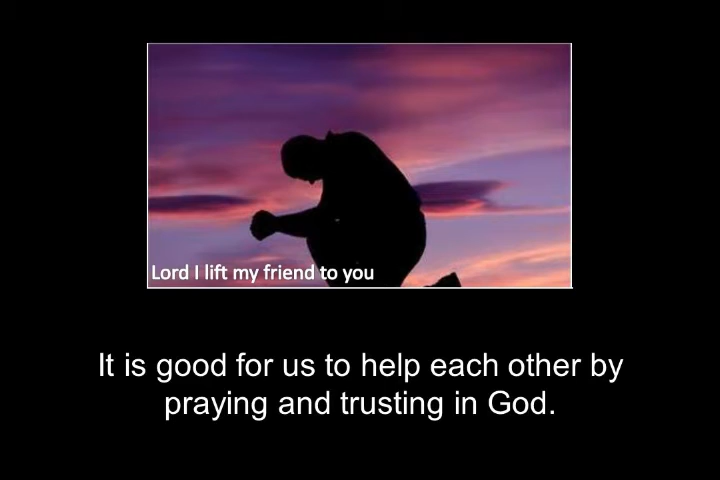 Lord I lift my friend to you
It is good for us to help each other by
praying and trusting in God.